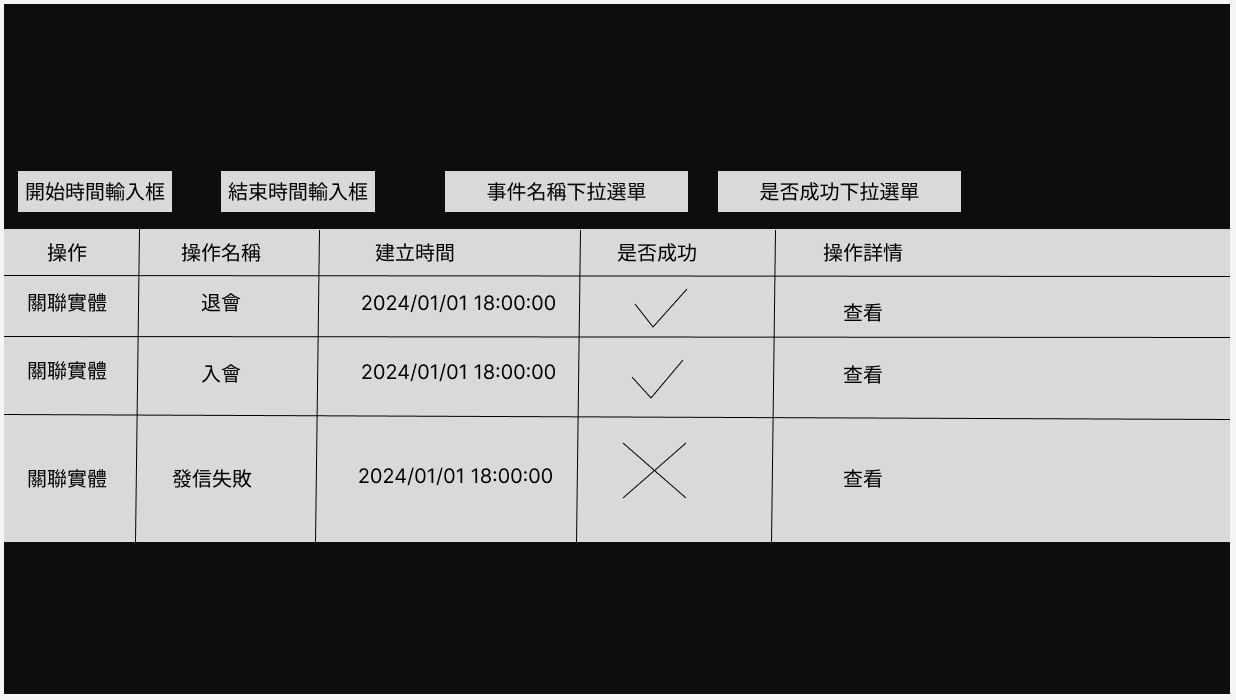 開始時間輸入框 結束時間輸入框 事件名稱下拉選單 是否成功下拉選單
操作 操作名稱 建立時間 是否成功 操作詳情
關聯實體 退會 2024/01/01 18:00:00 查看
關聯實體 入會 2024/01/01 18:00:00 查看
關聯實體 發信失敗 2024/01/01 18:00:00 查看